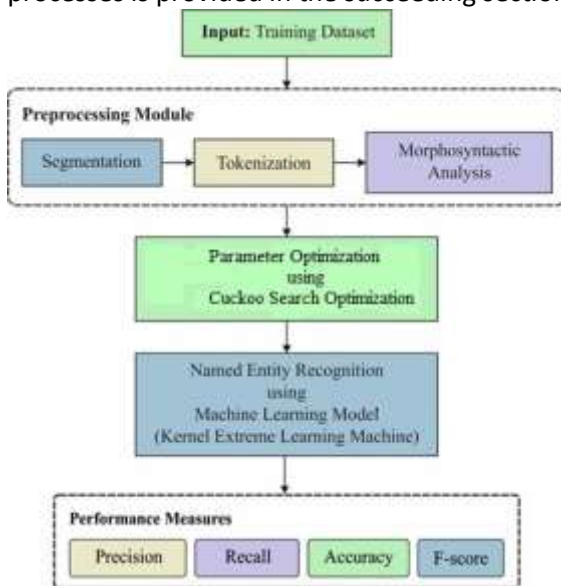 processes is provided in the succeeding section
Input: Training Dataset
Preprocessing Module
Segmentation
Tokenization
Morphosyntactic
Analysis
Parameter Optimization
using
Cuckoo Search Optimization
Named Entity Recognition
using
Machine Learning Model
(Kernel Extreme Learning Machine)
Performance Measures
Precision
Recall
Accuracy
F-score